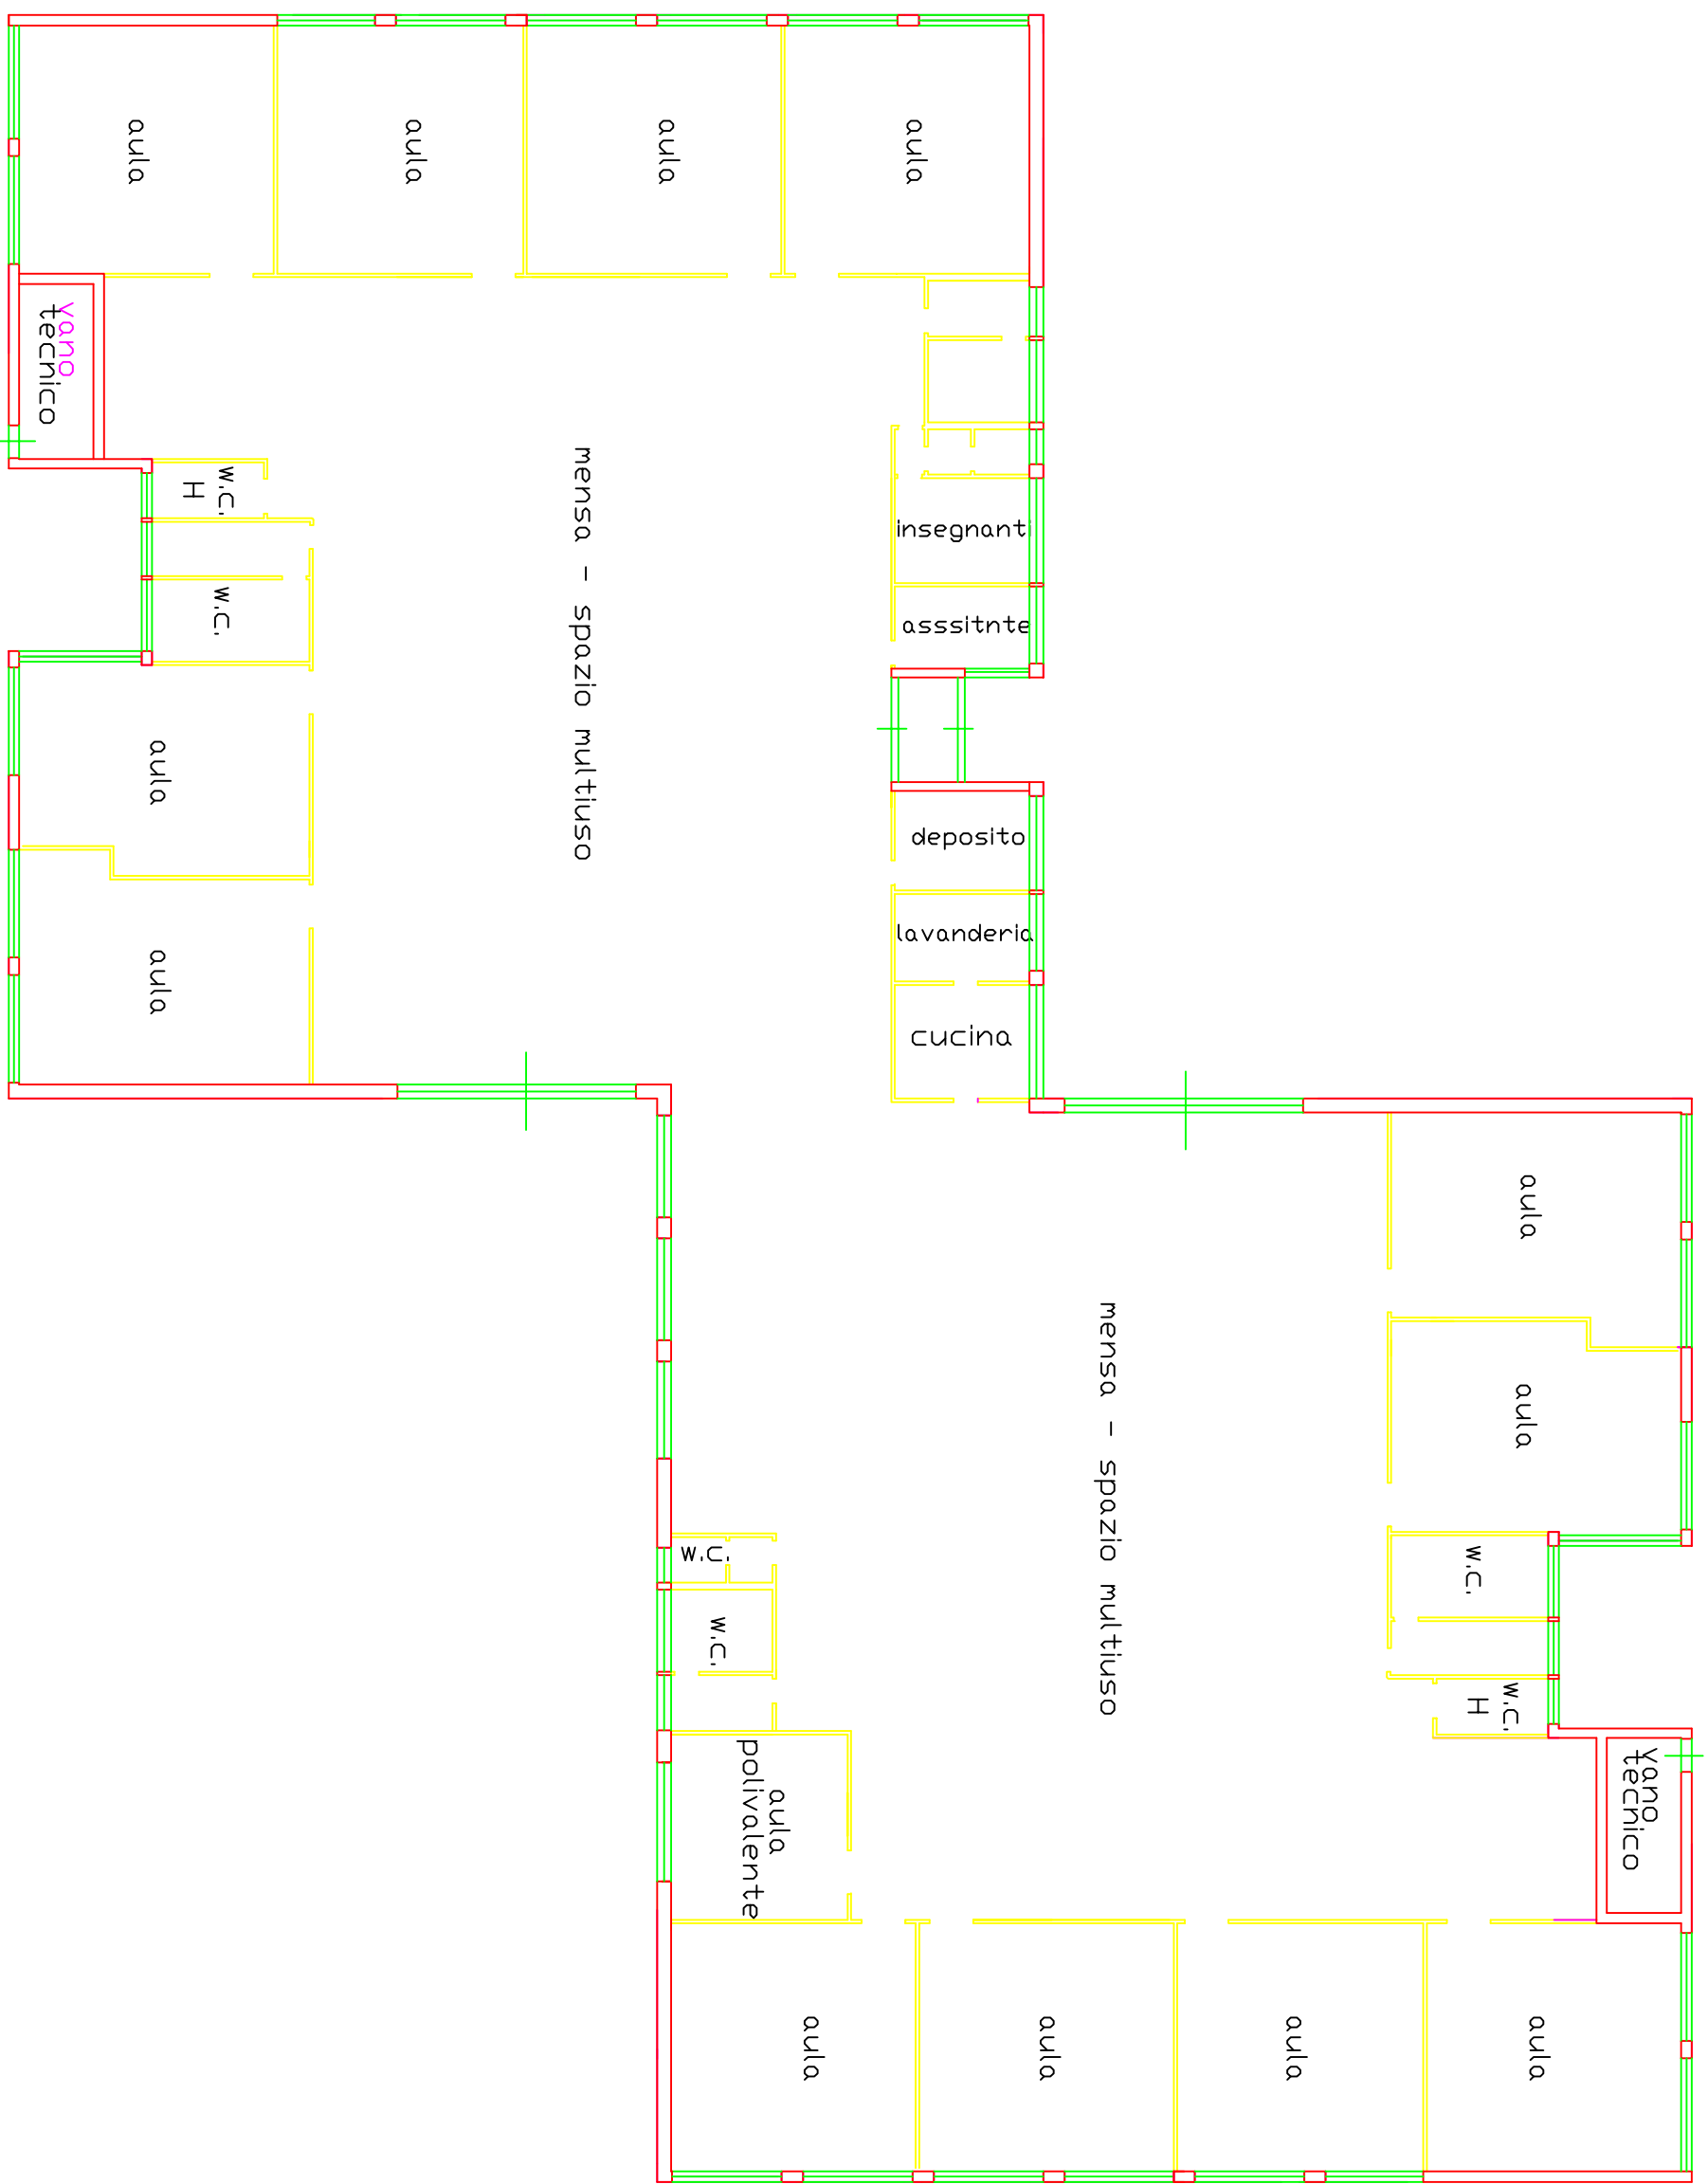 aula
aula
aula
aula
vano
tecnico
w.c.
H
w.c.
mensa - spazio multiuso
insegnanti
asssitnte
aula
deposito
aula
lavanderia
cucina
aula
mensa - spazio multiuso
aula
w.c.
w.c.
w.c.
w.c.
H
aula
polivalente
vano
tecnico
aula
aula
aula
aula